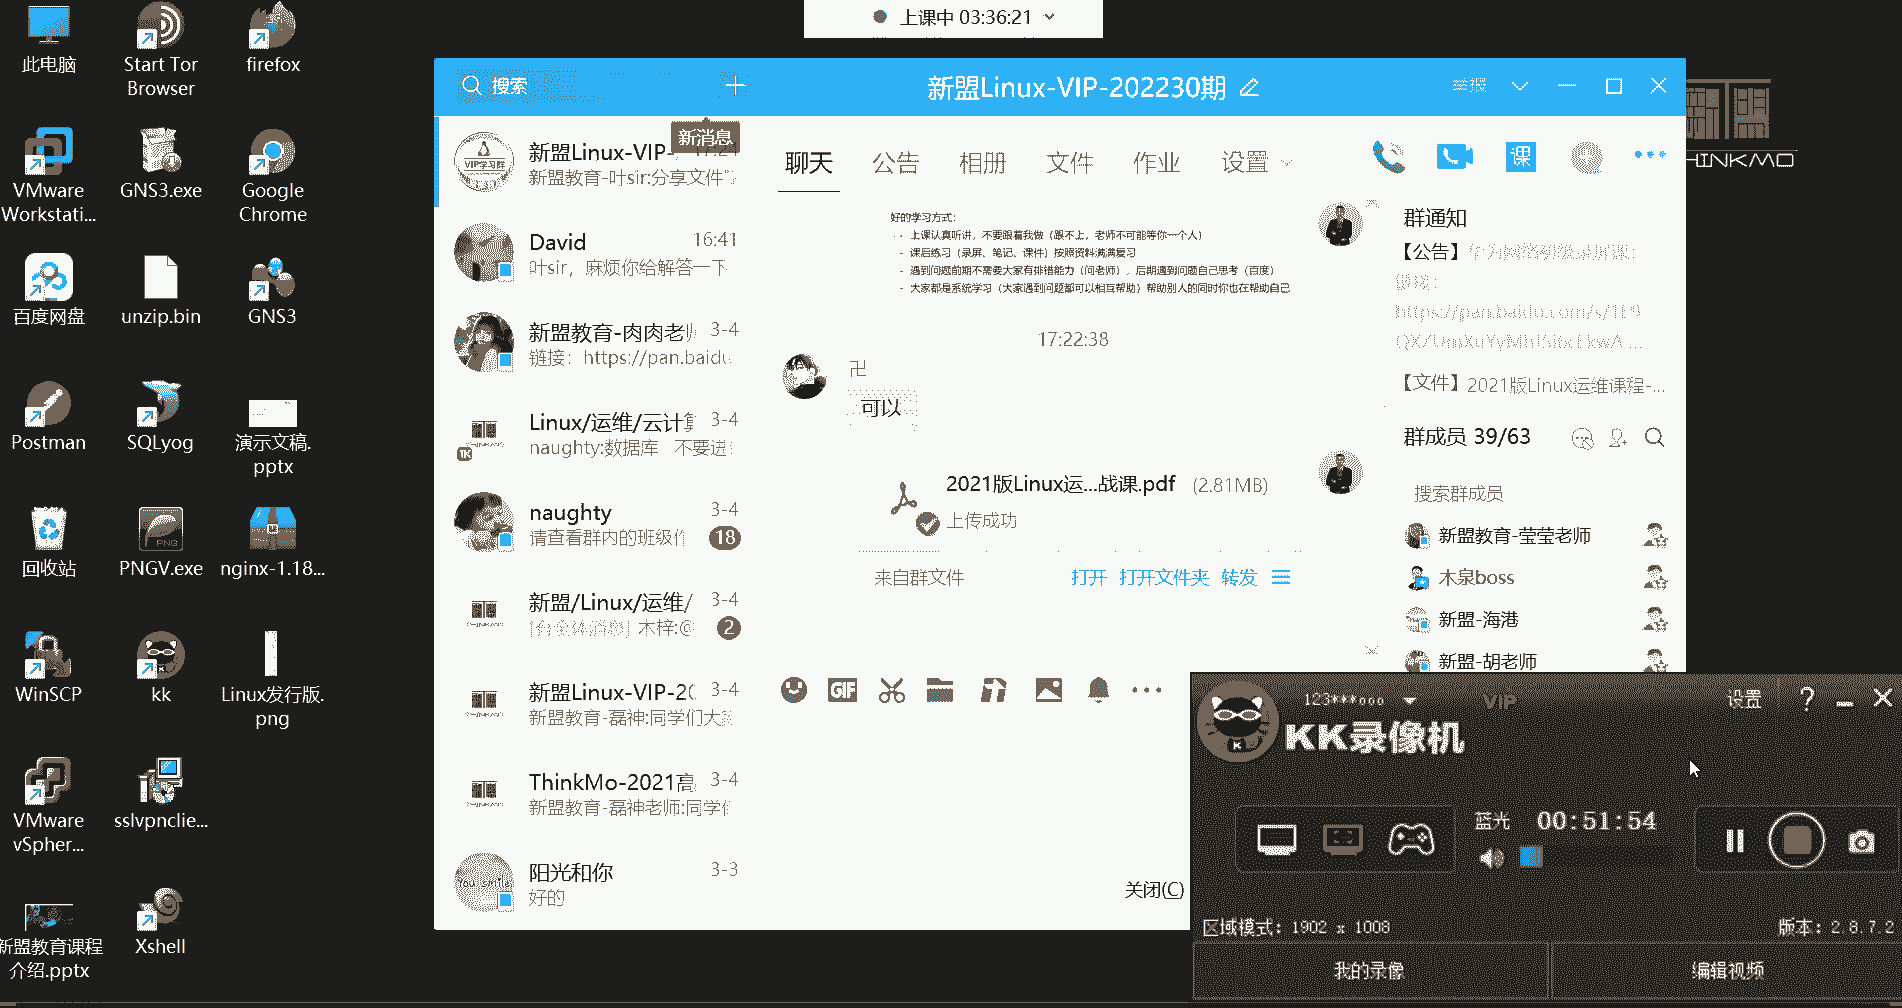 上课中 03:36:21
此电脑
Start Tor
Browser
firefox
VMware
Workstati...
GNS3.exe
Google
Chrome
百度网盘
unzip.bin
GNS3
Postman
SQLyog
演示文稿.
pptx
回收站
PNG
PNGV.exe
nginx-1.18...
WinSCP
kk
Linux发行版.
png
VMware
vSpher...
sslvpnclie...
新盟教育课程
介绍.pptx
Xshell
搜索
新盟Linux-VIP-202230期
新消息
VIP学习群
新盟Linux-VIP-
新盟教育-叶sir:分享文件
David
16:41
叶sir，麻烦你给解答一下
新盟教育-肉肉老师
3-4
链接：https://pan.baidu
Linux/运维/云计算
3-4
naughty:数据库 不要进
1K
naughty
3-4
请查看群内的班级作
18
新盟/Linux/运维/
3-4
木梓:@
2
新盟Linux-VIP-20
3-4
新盟教育-磊神:同学们大家
ThinkMo-2021高
3-4
新盟教育-磊神老师:同学们
You smile
阳光和你
3-3
好的
聊天
公告
相册
文件
作业
设置
课
好的学习方式：
- 上课认真听讲，不要跟着我做（跟不上，老师不可能等你一个人）
- 课后练习（录屏、笔记、课件）按照资料满满复习
- 遇到问题前期不需要大家有排错能力（问老师），后期遇到问题自己思考（百度）
- 大家都是系统学习（大家遇到问题都可以相互帮助）帮助别人的同时你也在帮助自己
17:22:38
卍
可以
2021版Linux运...战课.pdf (2.81MB)
上传成功
来自群文件
打开 打开文件夹 转发
GIF
关闭(C)
群通知
【公告】
【文件】2021版Linux运维课程-...
群成员 39/63
搜索群成员
新盟教育-莹莹老师
木泉boss
新盟-海港
新盟-胡老师
HINKMO
123***ooo
VIP
设置
KK录像机
蓝光
00:51:54
区域模式：1902 x 1008
版本：2.8.7.2
我的录像
编辑视频